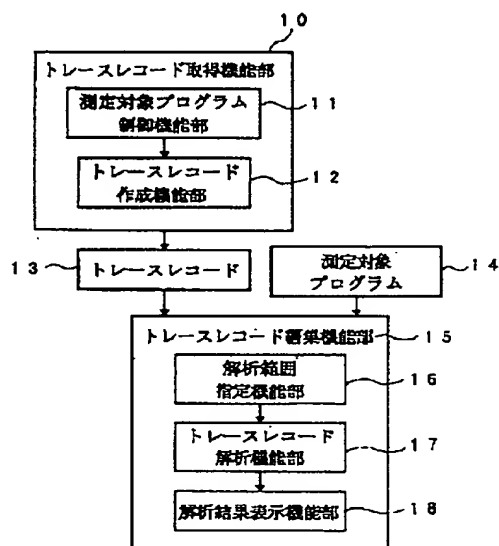 10
トレースレコード取得機能部
測定対象プログラム
制御機能部
11
トレースレコード
作成機能部
12
13
トレースレコード
測定対象
プログラム
14
トレースレコード編集機能部
15
解析範囲
指定機能部
16
トレースレコード
解析機能部
17
解析結果表示機能部
18